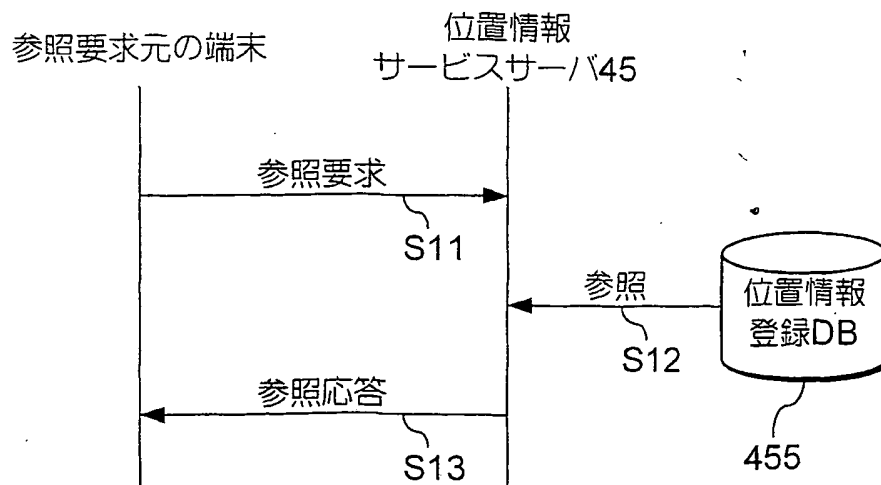 参照要求元の端末
位置情報
サービスサーバ45
参照要求
S11
参照
S12
位置情報
登録DB
455
参照応答
S13